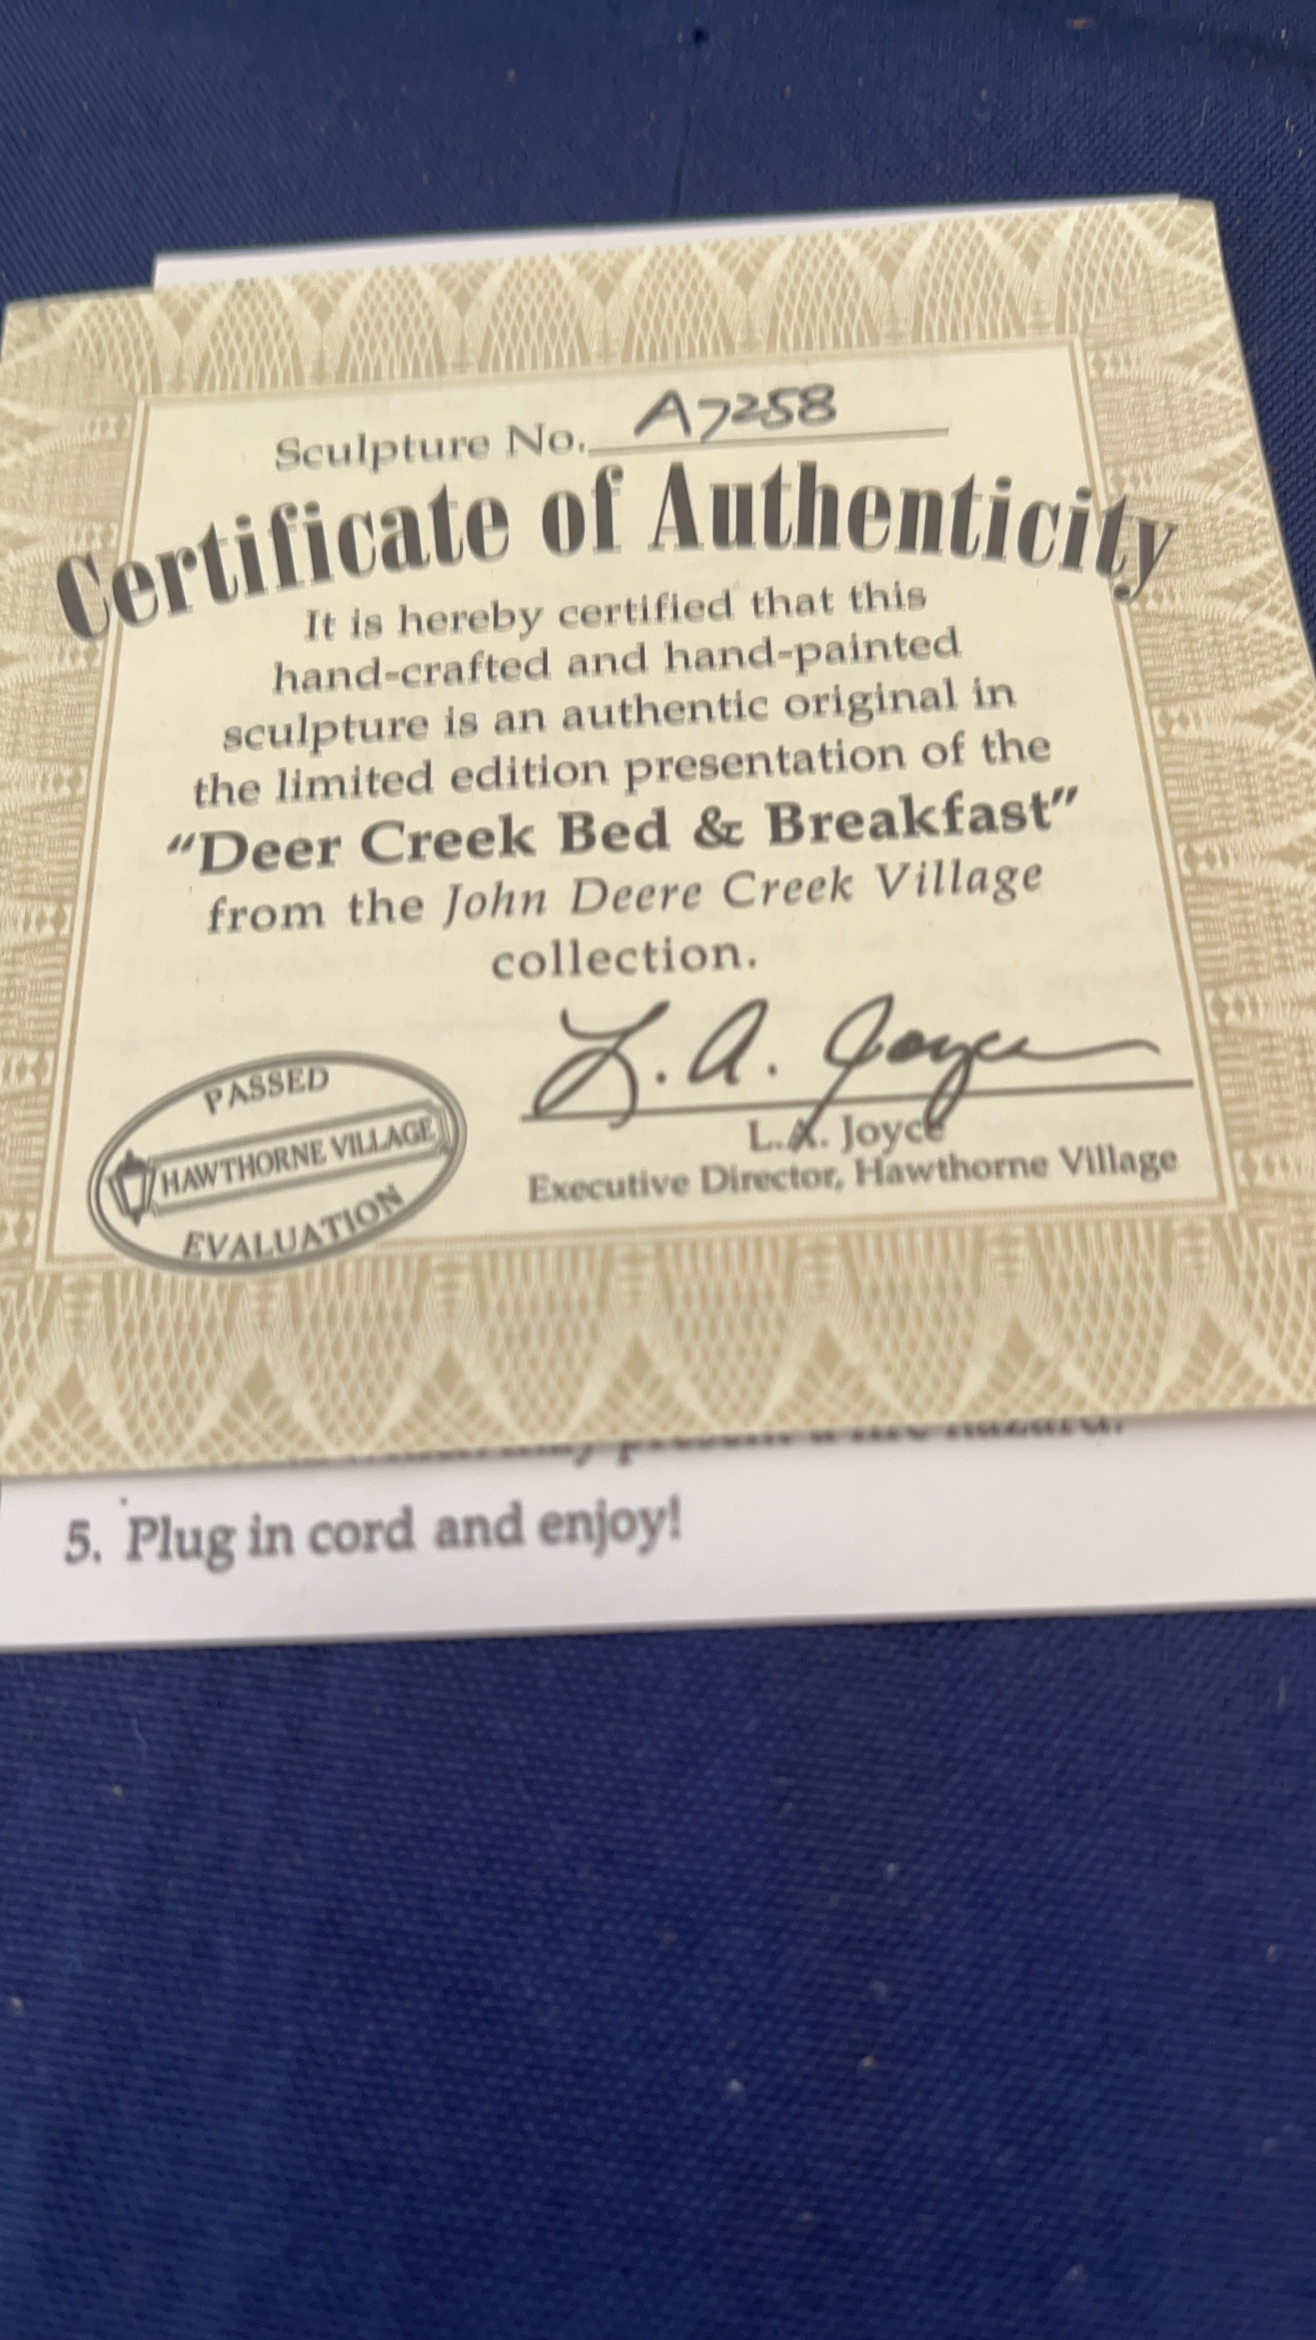 Sculpture No. A7258
Certificate of Authenticity
It is hereby certified that this
hand-crafted and hand-painted
sculpture is an authentic original in
the limited edition presentation of the
“Deer Creek Bed & Breakfast”
from the John Deere Creek Village
collection.
L. A. Joyce
L.A. Joyce
Executive Director, Hawthorne Village
PASSED
HAWTHORNE VILLAGE
EVALUATION
5. Plug in cord and enjoy!